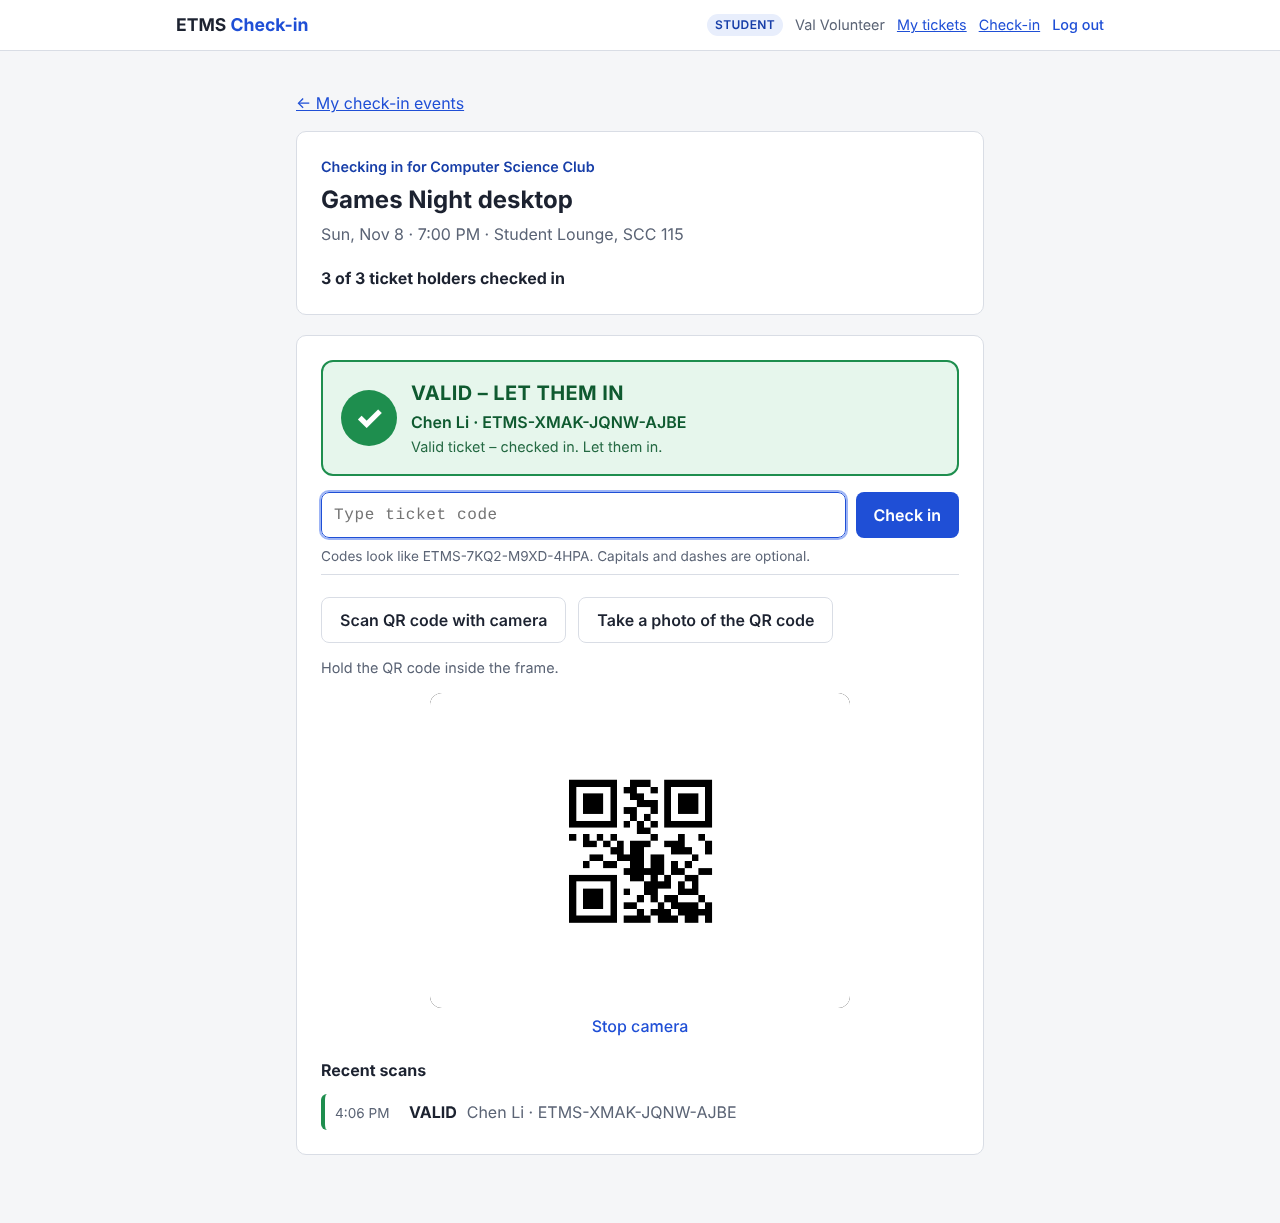 ETMS Check-in
STUDENT Val Volunteer My tickets Check-in Log out
← My check-in events
Checking in for Computer Science Club
Games Night desktop
Sun, Nov 8 · 7:00 PM · Student Lounge, SCC 115
3 of 3 ticket holders checked in
VALID – LET THEM IN
Chen Li · ETMS-XMAK-JQNW-AJBE
Valid ticket – checked in. Let them in.
Type ticket code
Check in
Codes look like ETMS-7KQ2-M9XD-4HPA. Capitals and dashes are optional.
Scan QR code with camera
Take a photo of the QR code
Hold the QR code inside the frame.
Stop camera
Recent scans
4:06 PM VALID Chen Li · ETMS-XMAK-JQNW-AJBE